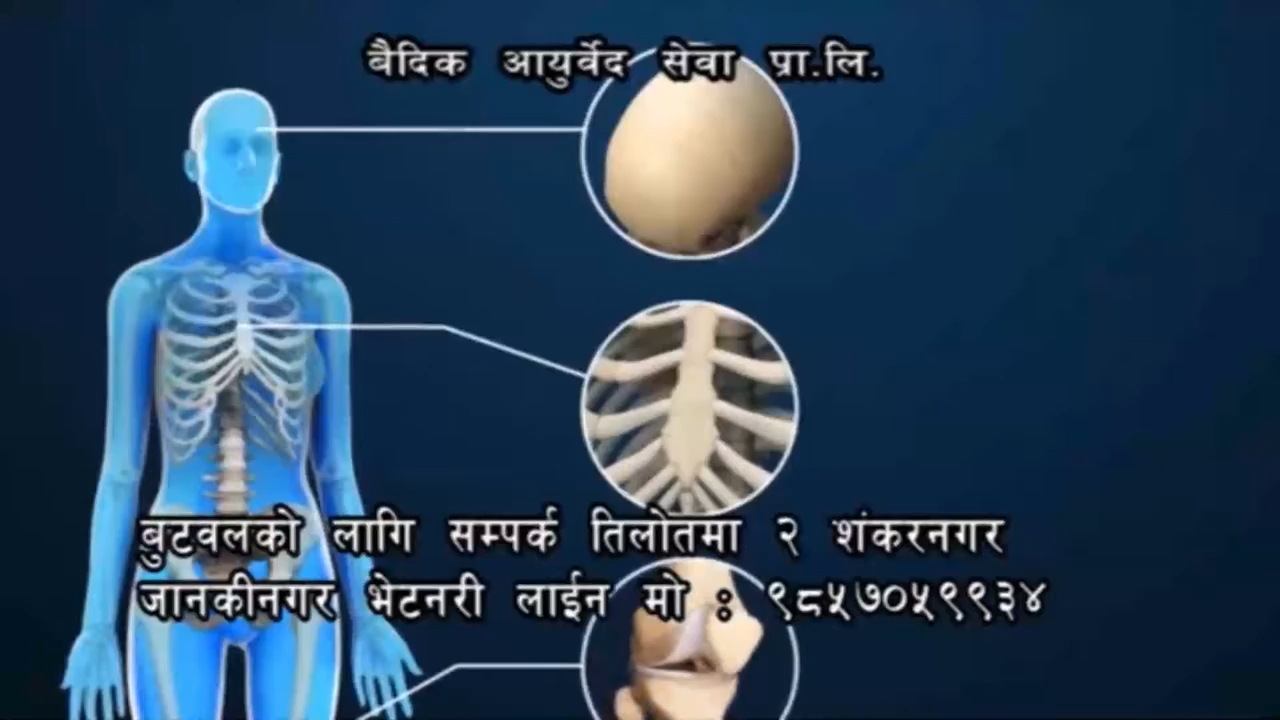 बैदिक आयुर्वेद सेवा प्रा.लि.
बुटवलको लागि सम्पर्क तिलोतमा २ शंकरनगर
जानकीनगर भेटनरी लाईन मो : ९८५७०५९९३४